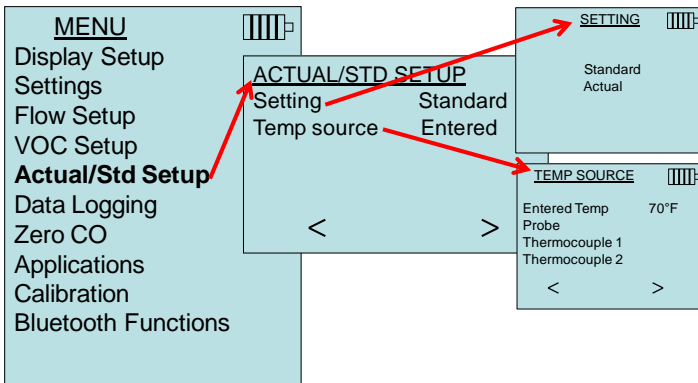 MENU
Display Setup
Settings
Flow Setup
VOC Setup
Actual/Std Setup
Data Logging
Zero CO
Applications
Calibration
Bluetooth Functions
ACTUAL/STD SETUP
Setting Standard
Temp source Entered
< >
SETTING
Standard
Actual
TEMP SOURCE
Entered Temp 70°F
Probe
Thermocouple 1
Thermocouple 2
< >